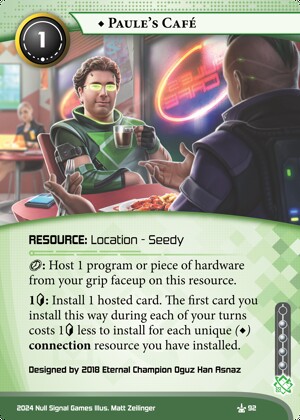 1
◆ Paule's Café
PAULE'S
CAFÉ
RESOURCE: Location - Seedy
: Host 1 program or piece of hardware
from your grip faceup on this resource.
1: Install 1 hosted card. The first card you
install this way during each of your turns
costs 1 less to install for each unique (◆)
connection resource you have installed.
Designed by 2018 Eternal Champion Oguz Han Asnaz
2024 Null Signal Games Illus. Matt Zeilinger
92